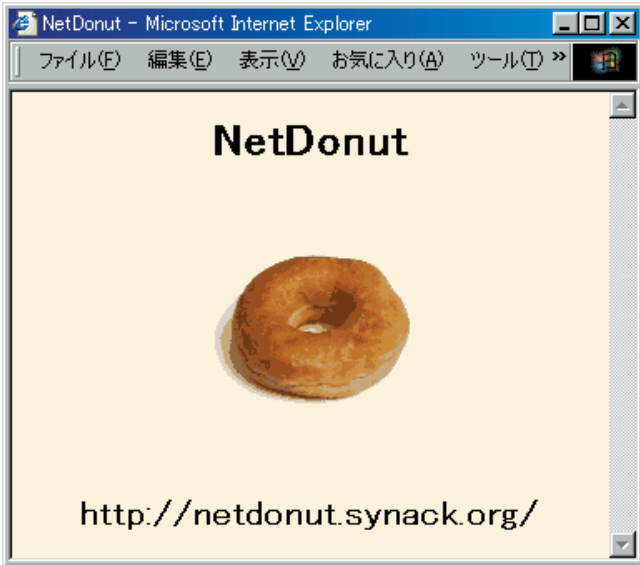 NetDonut - Microsoft Internet Explorer
ファイル(F) 編集(E) 表示(V) お気に入り(A) ツール(T) »
NetDonut
http://netdonut.synack.org/